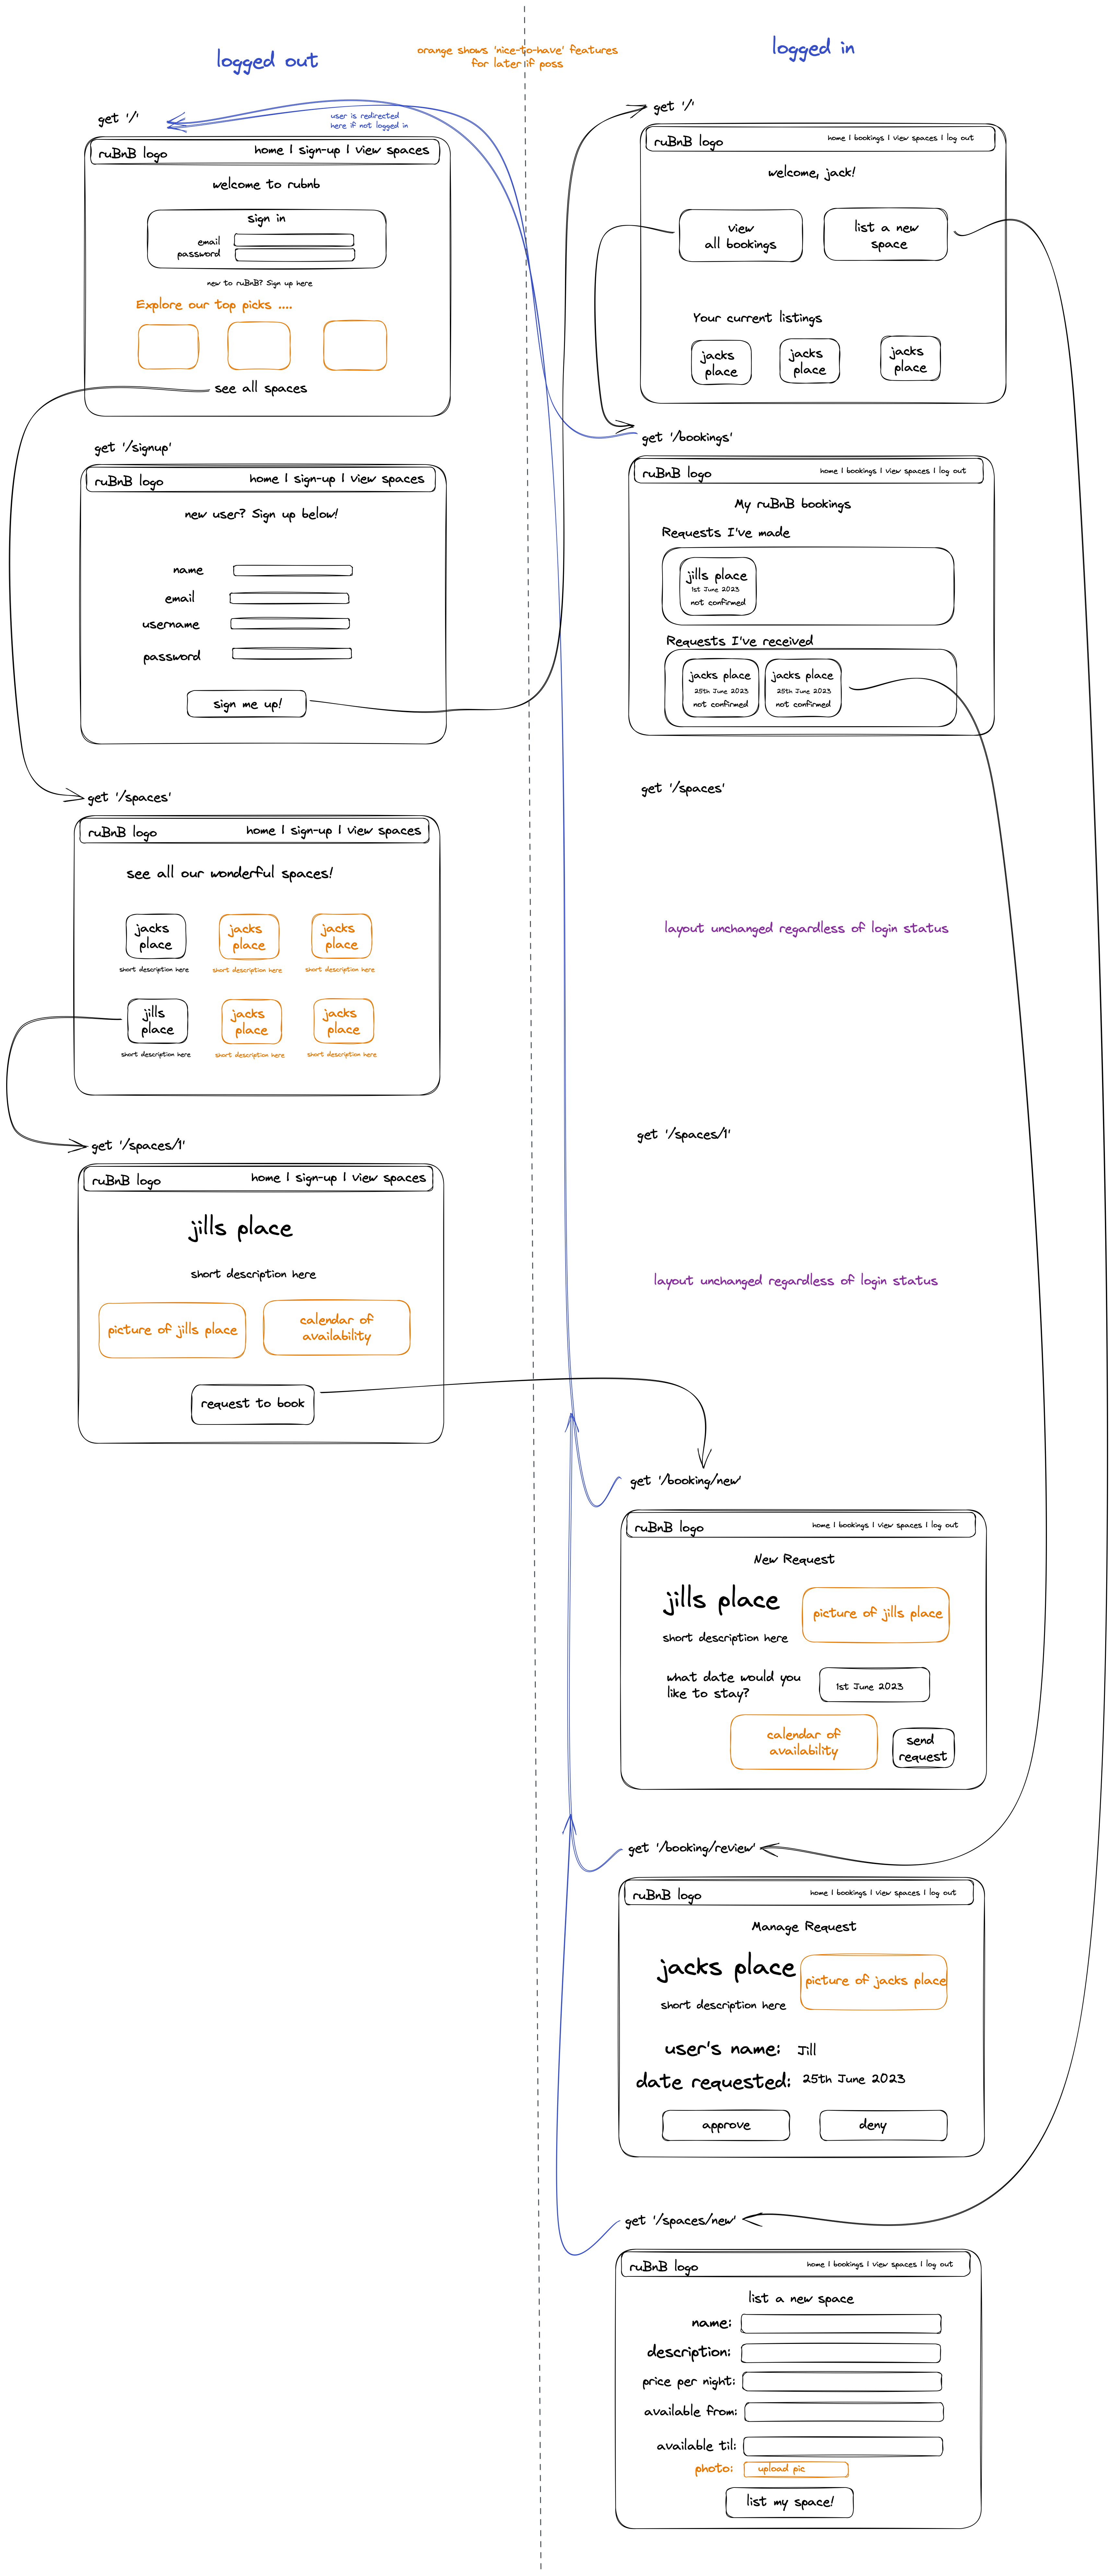 logged out
orange shows 'nice-to-have' features
for later if poss
logged in
get '/'
user is redirected
here if not logged in
ruBnB logo
home | sign-up | view spaces
welcome to rubnb
sign in
email
password
new to ruBnB? Sign up here
Explore our top picks ....
see all spaces
get '/signup'
ruBnB logo
home | sign-up | view spaces
new user? Sign up below!
name
email
username
password
sign me up!
get '/spaces'
ruBnB logo
home | sign-up | view spaces
see all our wonderful spaces!
jacks
place
short description here
jacks
place
short description here
jacks
place
short description here
jills
place
short description here
jacks
place
short description here
jacks
place
short description here
get '/spaces/1'
ruBnB logo
home | sign-up | view spaces
jills place
short description here
picture of jills place
calendar of
availability
request to book
get '/'
ruBnB logo
home | bookings | view spaces | log out
welcome, jack!
view
all bookings
list a new
space
Your current listings
jacks
place
jacks
place
jacks
place
get '/bookings'
ruBnB logo
home | bookings | view spaces | log out
My ruBnB bookings
Requests I've made
jills place
1st June 2023
not confirmed
Requests I've received
jacks place
25th June 2023
not confirmed
jacks place
25th June 2023
not confirmed
get '/spaces'
layout unchanged regardless of login status
get '/spaces/1'
layout unchanged regardless of login status
get '/booking/new'
ruBnB logo
home | bookings | view spaces | log out
New Request
jills place
picture of jills place
short description here
what date would you
like to stay?
1st June 2023
calendar of
availability
send
request
get '/booking/review'
ruBnB logo
home | bookings | view spaces | log out
Manage Request
jacks place
picture of jacks place
short description here
user's name:
Jill
date requested:
25th June 2023
approve
deny
get '/spaces/new'
ruBnB logo
home | bookings | view spaces | log out
list a new space
name:
description:
price per night:
available from:
available til:
photo:
upload pic
list my space!